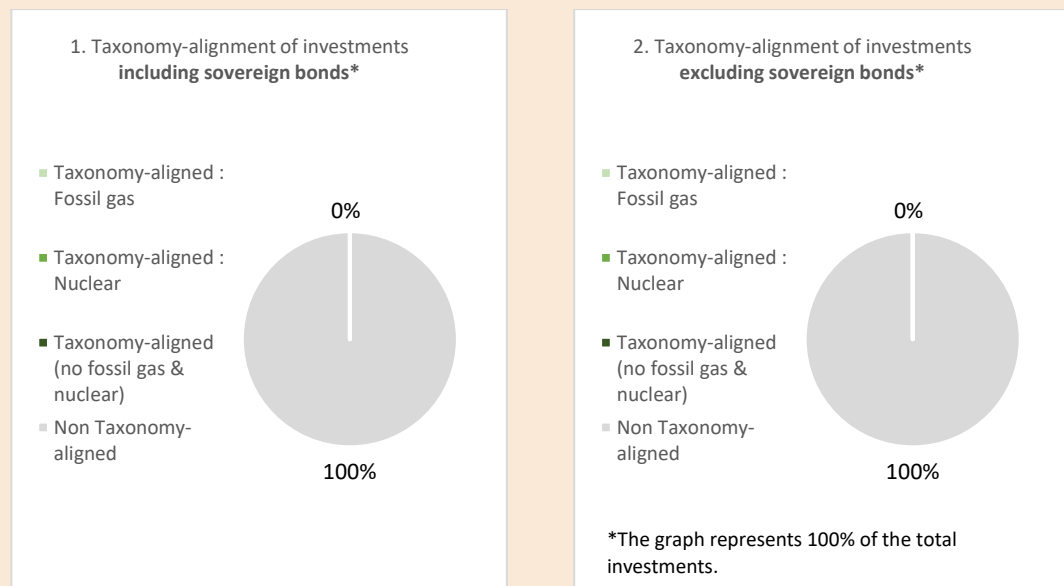 1. Taxonomy-alignment of investments
including sovereign bonds*
Taxonomy-aligned :
Fossil gas
Taxonomy-aligned :
Nuclear
Taxonomy-aligned
(no fossil gas &
nuclear)
Non Taxonomy-
aligned
0%
100%
2. Taxonomy-alignment of investments
excluding sovereign bonds*
Taxonomy-aligned :
Fossil gas
Taxonomy-aligned :
Nuclear
Taxonomy-aligned
(no fossil gas &
nuclear)
Non Taxonomy-
aligned
0%
100%
*The graph represents 100% of the total
investments.